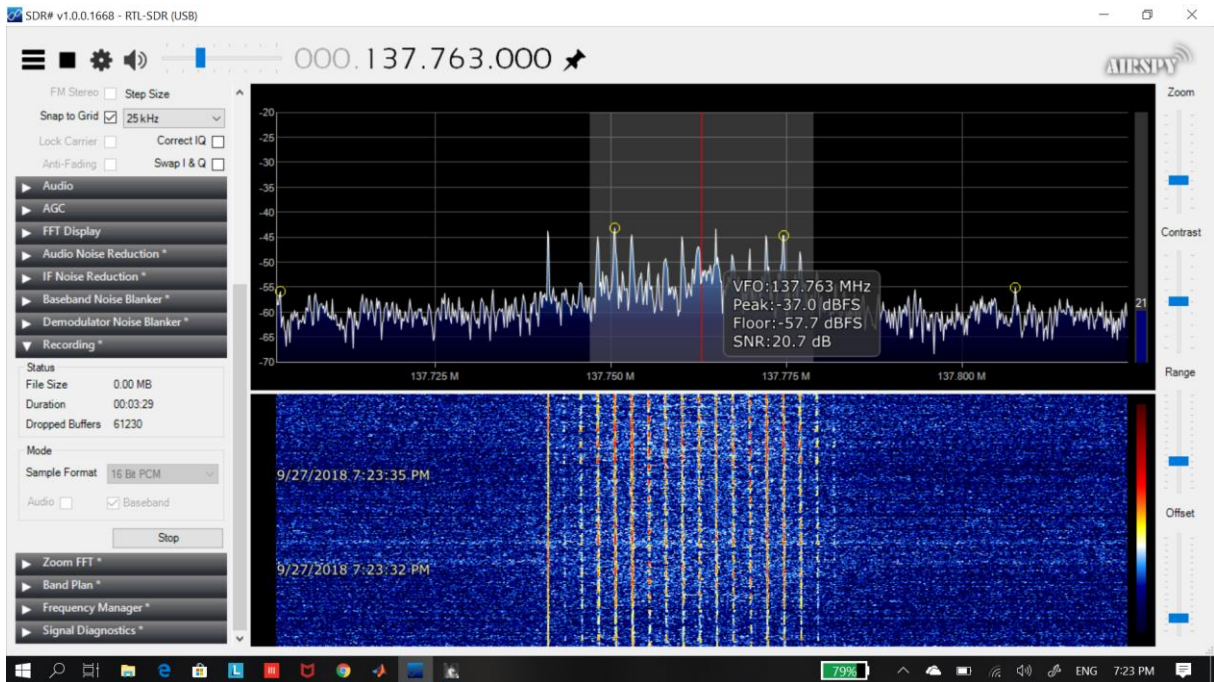 SDR# v1.0.0.1668 - RTL-SDR (USB)
000.137.763.000
AIRSPY
FM Stereo Step Size
Snap to Grid 25 kHz
Lock Carrier Correct IQ
Anti-Fading Swap I & Q
Audio
AGC
FFT Display
Audio Noise Reduction *
IF Noise Reduction *
Baseband Noise Blanker *
Demodulator Noise Blanker *
Recording *
Status
File Size 0.00 MB
Duration 00:03:29
Dropped Buffers 61230
Mode
Sample Format 16 Bit PCM
Audio Baseband
Stop
Zoom FFT *
Band Plan *
Frequency Manager *
Signal Diagnostics *
-20
-25
-30
-35
-40
-45
-50
-55
-60
-65
-70
VFO:137.763 MHz
Peak:-37.0 dBFS
Floor:-57.7 dBFS
SNR:20.7 dB
21
137.725 M 137.750 M 137.775 M 137.800 M
9/27/2018 7:23:35 PM
9/27/2018 7:23:32 PM
Zoom
Contrast
Range
Offset
79% ENG 7:23 PM